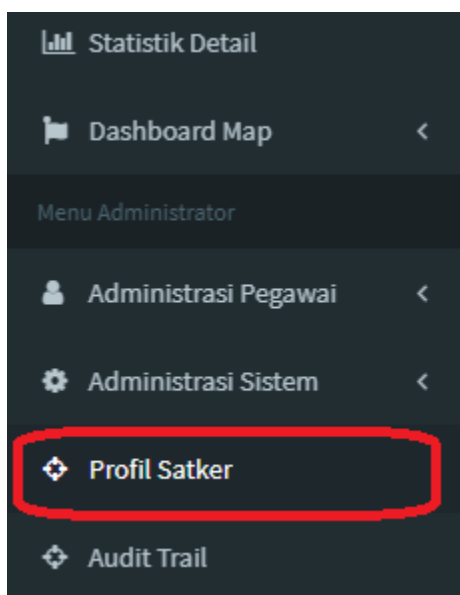 Statistik Detail
Dashboard Map
Menu Administrator
Administrasi Pegawai
Administrasi Sistem
Profil Satker
Audit Trail